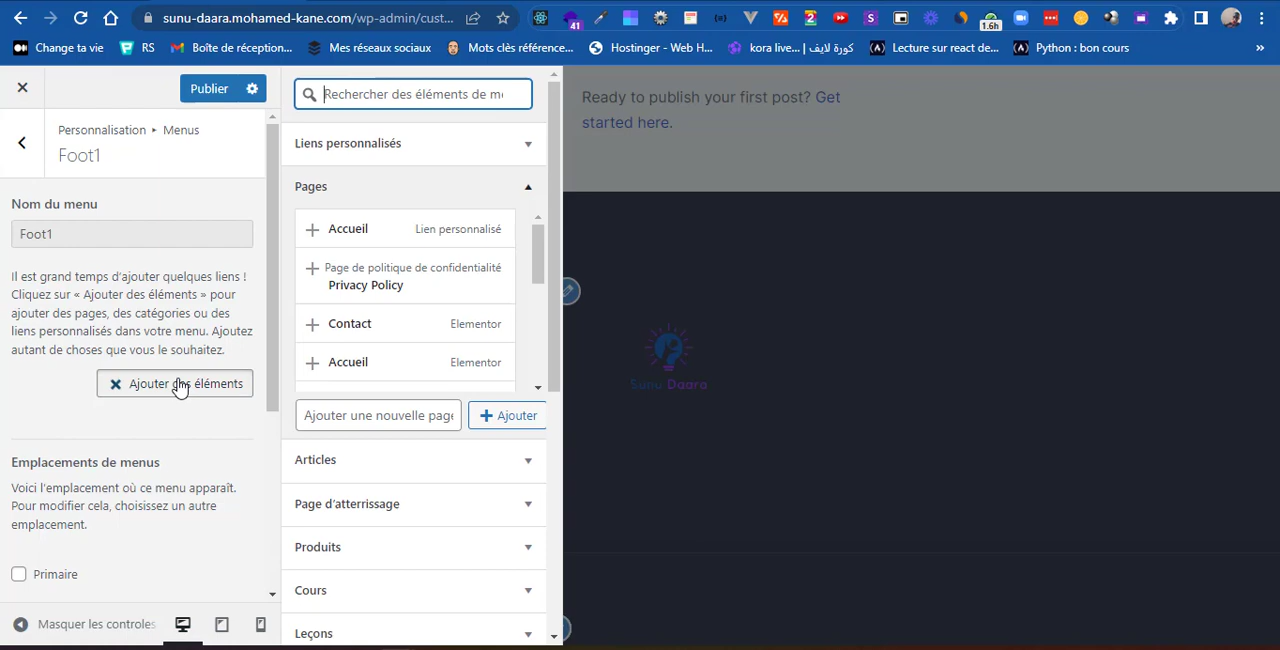 sunu-daara.mohamed-kane.com/wp-admin/cust...
41
2
S
1.6h
Change ta vie
RS
Boîte de réception...
Mes réseaux sociaux
Mots clés référence...
Hostinger - Web H...
kora live... | كورة لايف
Lecture sur react de...
Python : bon cours
»
Publier
Personnalisation ▸ Menus
Foot1
Nom du menu
Foot1
Il est grand temps d'ajouter quelques liens !
Cliquez sur « Ajouter des éléments » pour
ajouter des pages, des catégories ou des
liens personnalisés dans votre menu. Ajoutez
autant de choses que vous le souhaitez.
Ajouter des éléments
Emplacements de menus
Voici l'emplacement où ce menu apparaît.
Pour modifier cela, choisissez un autre
emplacement.
Primaire
Masquer les controles
Rechercher des éléments de me
Liens personnalisés
Pages
Accueil Lien personnalisé
Page de politique de confidentialité
Privacy Policy
Contact Elementor
Accueil Elementor
Ajouter une nouvelle page
Ajouter
Articles
Page d'atterrissage
Produits
Cours
Leçons
Ready to publish your first post? Get
started here.
Sunu Daara